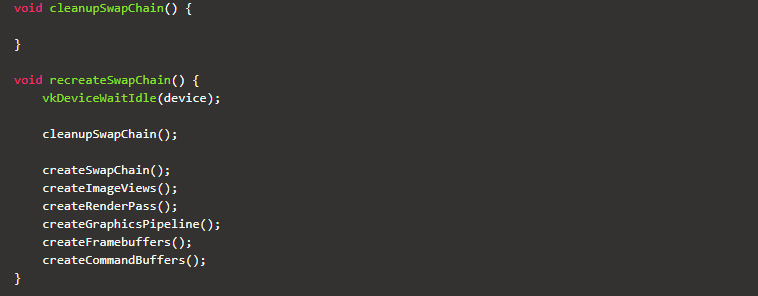 void cleanupSwapChain() {
}
void recreateSwapChain() {
    vkDeviceWaitIdle(device);
    cleanupSwapChain();
    createSwapChain();
    createImageViews();
    createRenderPass();
    createGraphicsPipeline();
    createFramebuffers();
    createCommandBuffers();
}